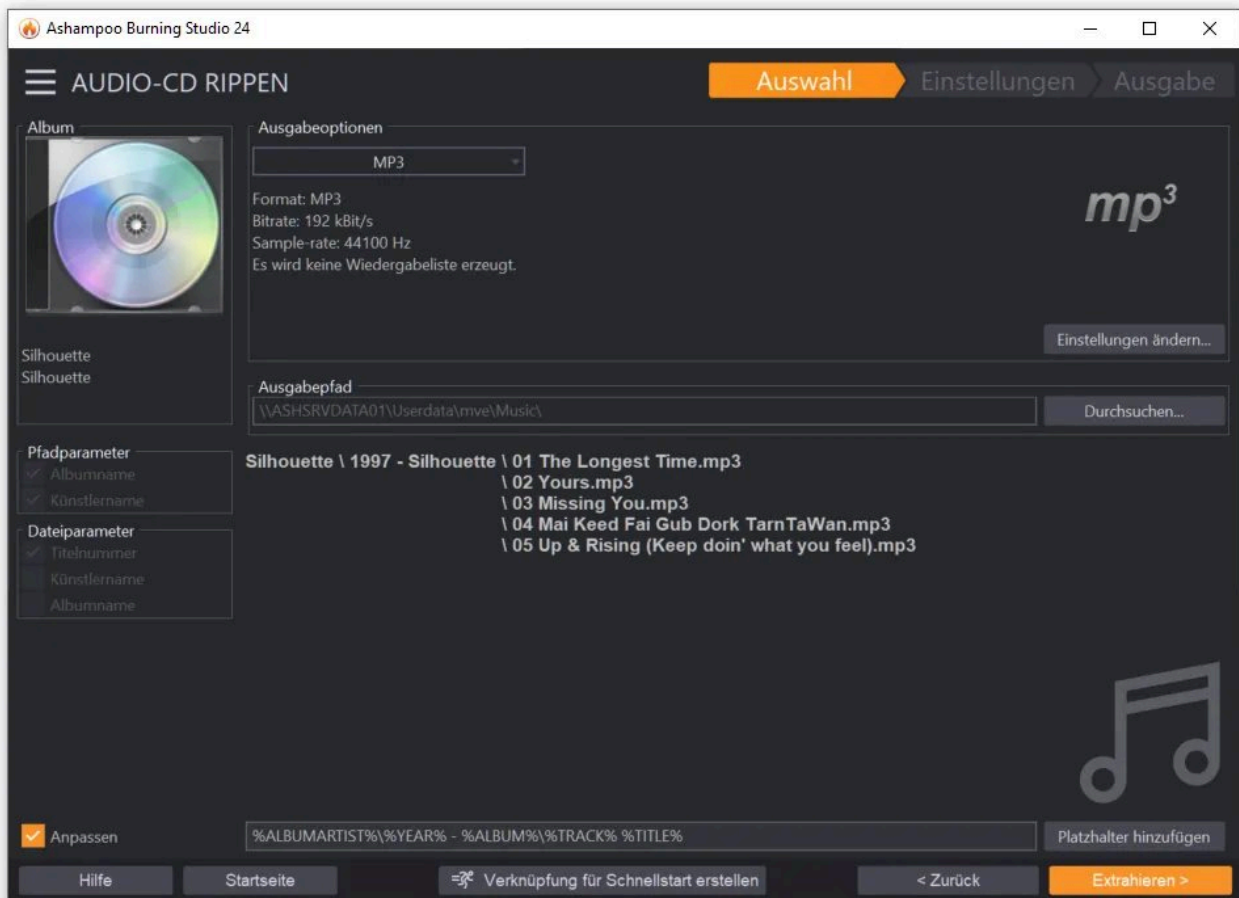 Ashampoo Burning Studio 24
AUDIO-CD RIPPEN
Auswahl
Einstellungen
Ausgabe
Album
Silhouette
Silhouette
Ausgabeoptionen
MP3
Format: MP3
Bitrate: 192 kBit/s
Sample-rate: 44100 Hz
Es wird keine Wiedergabeliste erzeugt.
mp3
Einstellungen ändern...
Ausgabepfad
\\ASHSRVDATA01\Userdata\mve\Music\
Durchsuchen...
Pfadparameter
Albumname
Künstlername
Dateiparameter
Titelnummer
Künstlername
Albumname
Silhouette \ 1997 - Silhouette \ 01 The Longest Time.mp3
\ 02 Yours.mp3
\ 03 Missing You.mp3
\ 04 Mai Keed Fai Gub Dork TarnTaWan.mp3
\ 05 Up & Rising (Keep doin' what you feel).mp3
Anpassen
%ALBUMARTIST%\%YEAR% - %ALBUM%\%TRACK% %TITLE%
Platzhalter hinzufügen
Hilfe
Startseite
Verknüpfung für Schnellstart erstellen
< Zurück
Extrahieren >